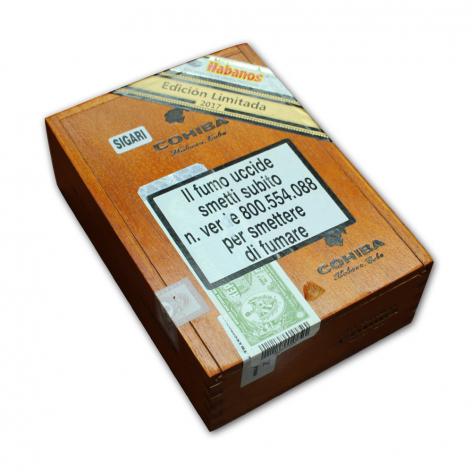 Habanos
Edición Limitada
2017
SIGARI
COHIBA
Habana, Cuba
Il fumo uccide
smetti subito
n. ver e 800.554.088
per smettere
di fumare
COHIBA
Habana, Cuba